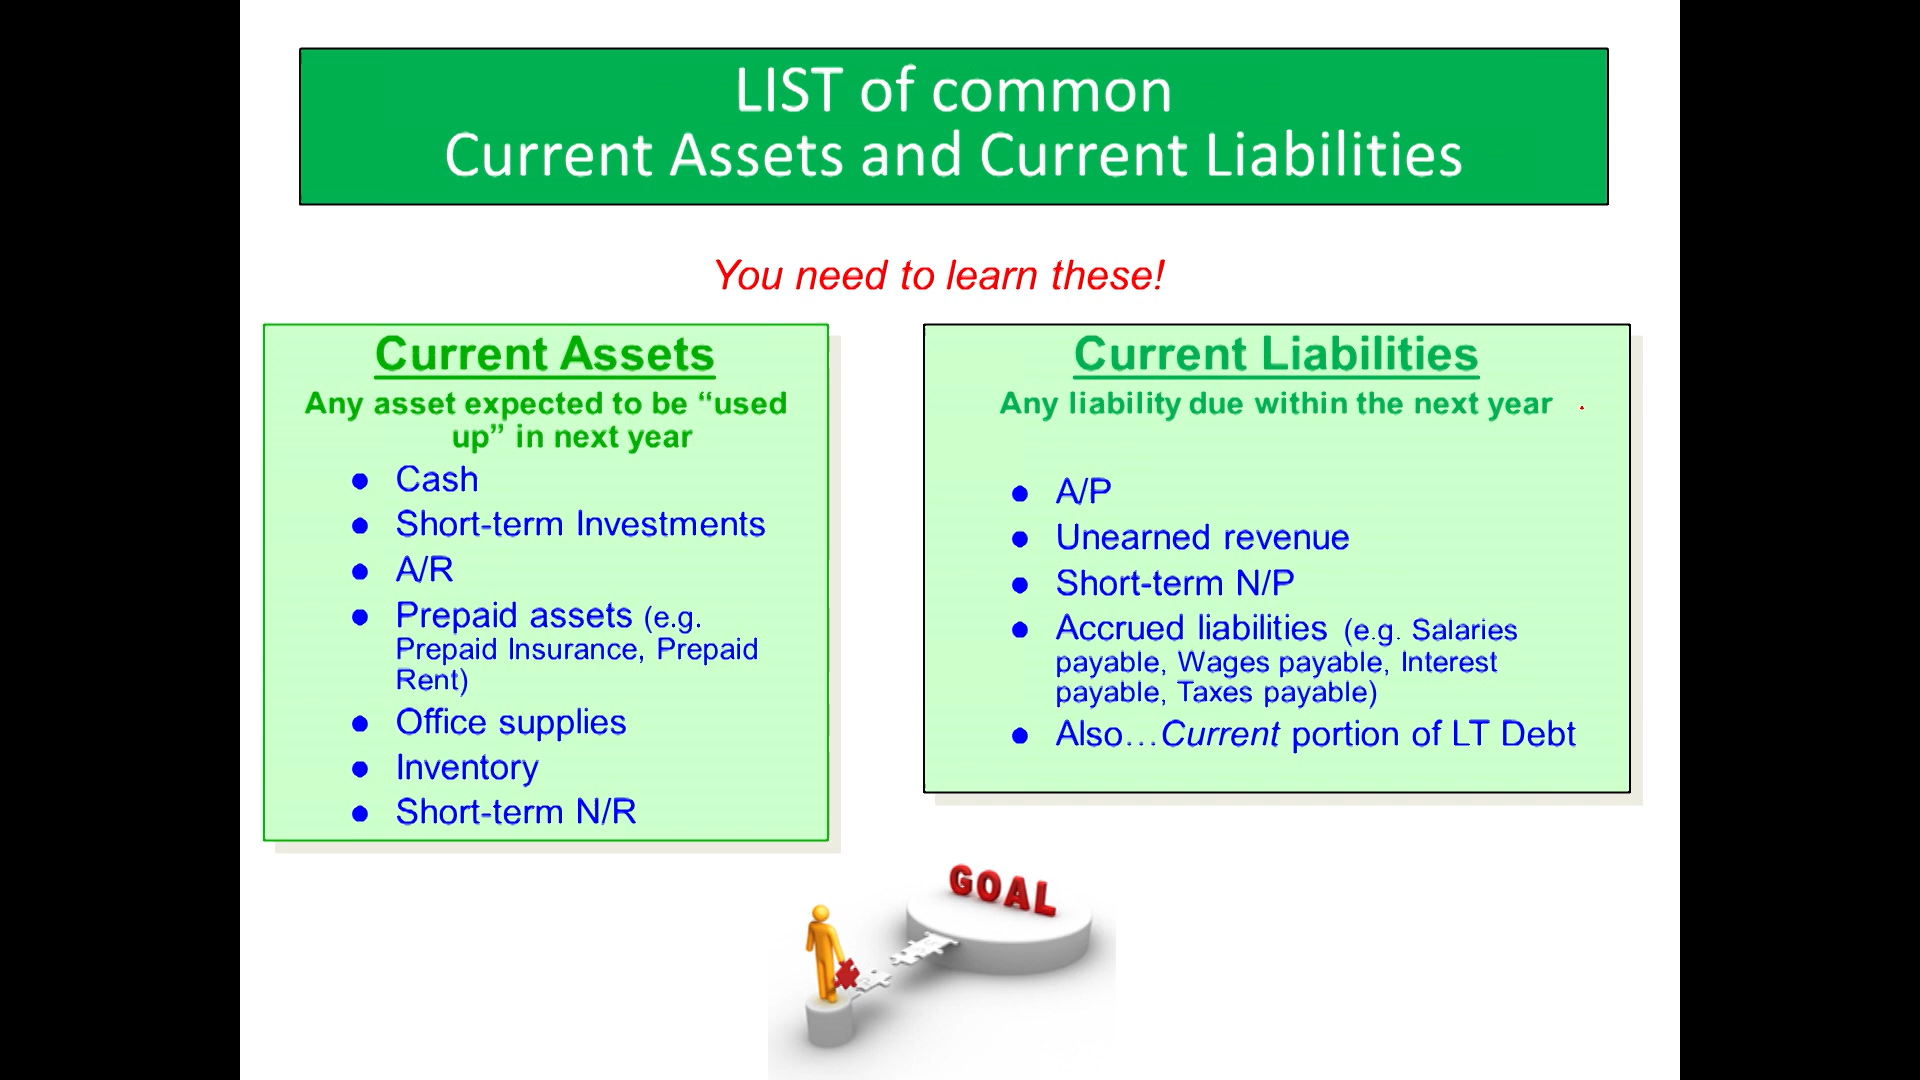 LIST of common
Current Assets and Current Liabilities
You need to learn these!
Current Assets
Any asset expected to be “used
up” in next year
● Cash
● Short-term Investments
● A/R
● Prepaid assets (e.g.
Prepaid Insurance, Prepaid
Rent)
● Office supplies
● Inventory
● Short-term N/R
Current Liabilities
Any liability due within the next year
● A/P
● Unearned revenue
● Short-term N/P
● Accrued liabilities (e.g. Salaries
payable, Wages payable, Interest
payable, Taxes payable)
● Also…Current portion of LT Debt
GOAL